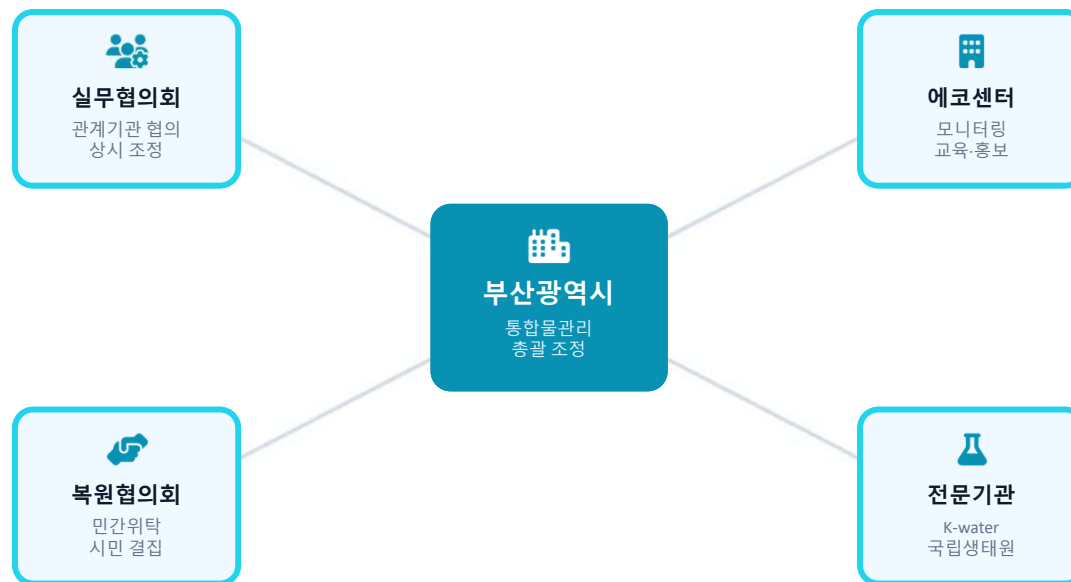 실무협의회
관계기관 협의
상시 조정
에코센터
모니터링
교육·홍보
부산광역시
통합물관리
총괄 조정
복원협의회
민간위탁
시민 결집
전문기관
K-water
국립생태원